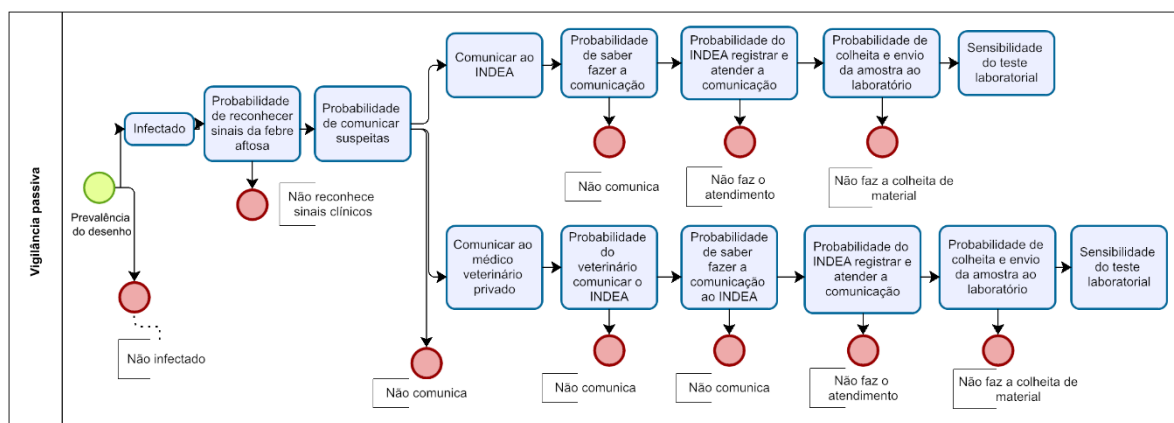 Vigilância passiva
Prevalência
do desenho
Infectado
Não infectado
Probabilidade
de reconhecer
sinais da febre
aftosa
Não reconhece
sinais clínicos
Probabilidade
de comunicar
suspeitas
Não comunica
Comunicar ao
INDEA
Probabilidade
de saber
fazer a
comunicação
Não comunica
Probabilidade do
INDEA registrar e
atender a
comunicação
Não faz o
atendimento
Probabilidade de
colheita e envio
da amostra ao
laboratório
Não faz a colheita de
material
Sensibilidade
do teste
laboratorial
Comunicar ao
médico
veterinário
privado
Probabilidade
do
veterinário
comunicar o
INDEA
Não comunica
Probabilidade
de saber
fazer a
comunicação
ao INDEA
Não comunica
Probabilidade do
INDEA registrar e
atender a
comunicação
Não faz o
atendimento
Probabilidade de
colheita e envio
da amostra ao
laboratório
Não faz a colheita de
material
Sensibilidade
do teste
laboratorial